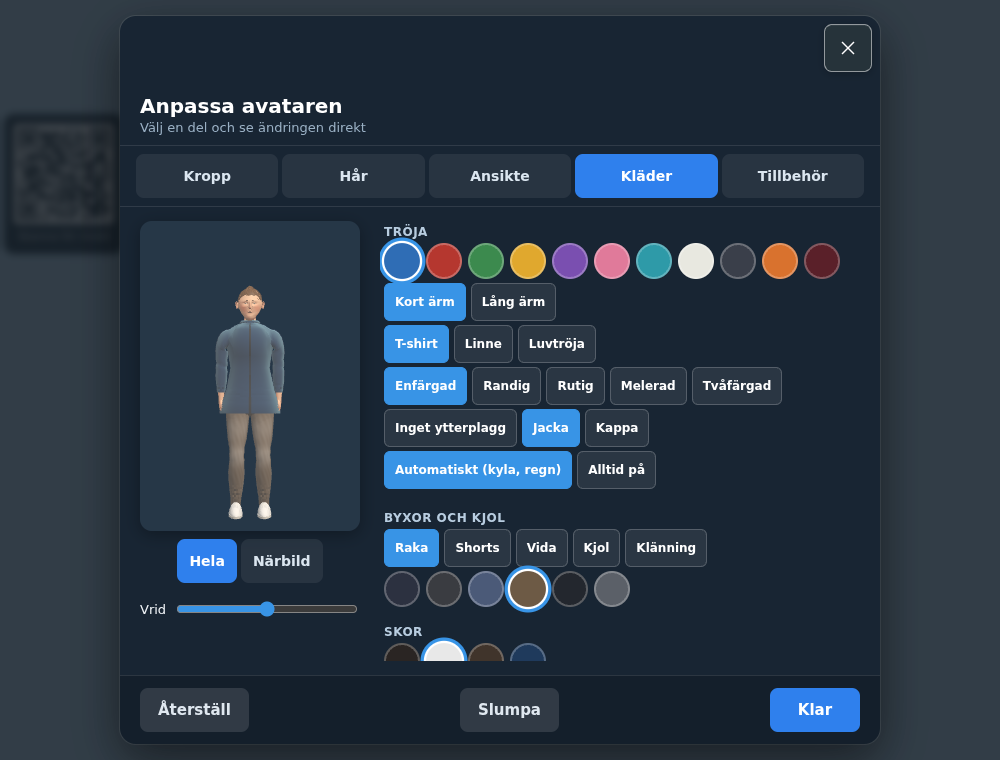 Anpassa avataren
Välj en del och se ändringen direkt
Kropp Hår Ansikte Kläder Tillbehör
TRÖJA
Kort ärm Lång ärm
T-shirt Linne Luvtröja
Enfärgad Randig Rutig Melerad Tvåfärgad
Inget ytterplagg Jacka Kappa
Automatiskt (kyla, regn) Alltid på
BYXOR OCH KJOL
Raka Shorts Vida Kjol Klänning
SKOR
Hela Närbild
Vrid
Återställ Slumpa Klar